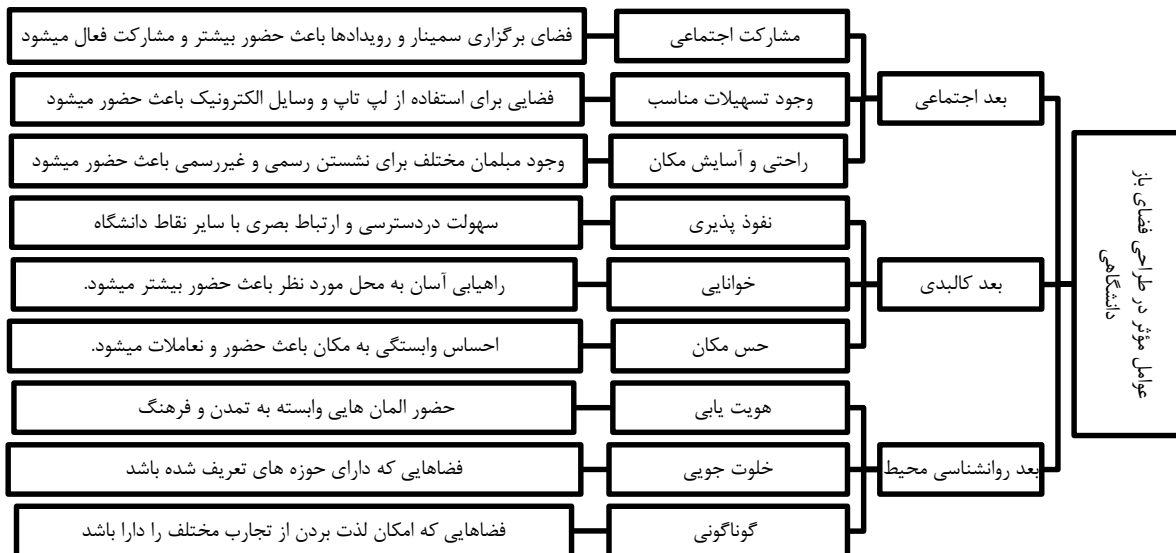 عوامل مؤثر در طراحی فضای باز
دانشگاهی
بعد اجتماعی
مشارکت اجتماعی
فضای برگزاری سمینار و رویدادها باعث حضور بیشتر و مشارکت فعال میشود
وجود تسهیلات مناسب
فضایی برای استفاده از لپ تاپ و وسایل الکترونیک باعث حضور میشود
راحتی و آسایش مکان
وجود مبلمان مختلف برای نشستن رسمی و غیررسمی باعث حضور میشود
بعد کالبدی
نفوذ پذیری
سهولت دردسترسی و ارتباط بصری با سایر نقاط دانشگاه
خوانایی
راهیابی آسان به محل مورد نظر باعث حضور بیشتر میشود.
حس مکان
احساس وابستگی به مکان باعث حضور و نعاملات میشود.
بعد روانشناسی محیط
هویت یابی
حضور المان هایی وابسته به تمدن و فرهنگ
خلوت جویی
فضاهایی که دارای حوزه های تعریف شده باشد
گوناگونی
فضاهایی که امکان لذت بردن از تجارب مختلف را دارا باشد